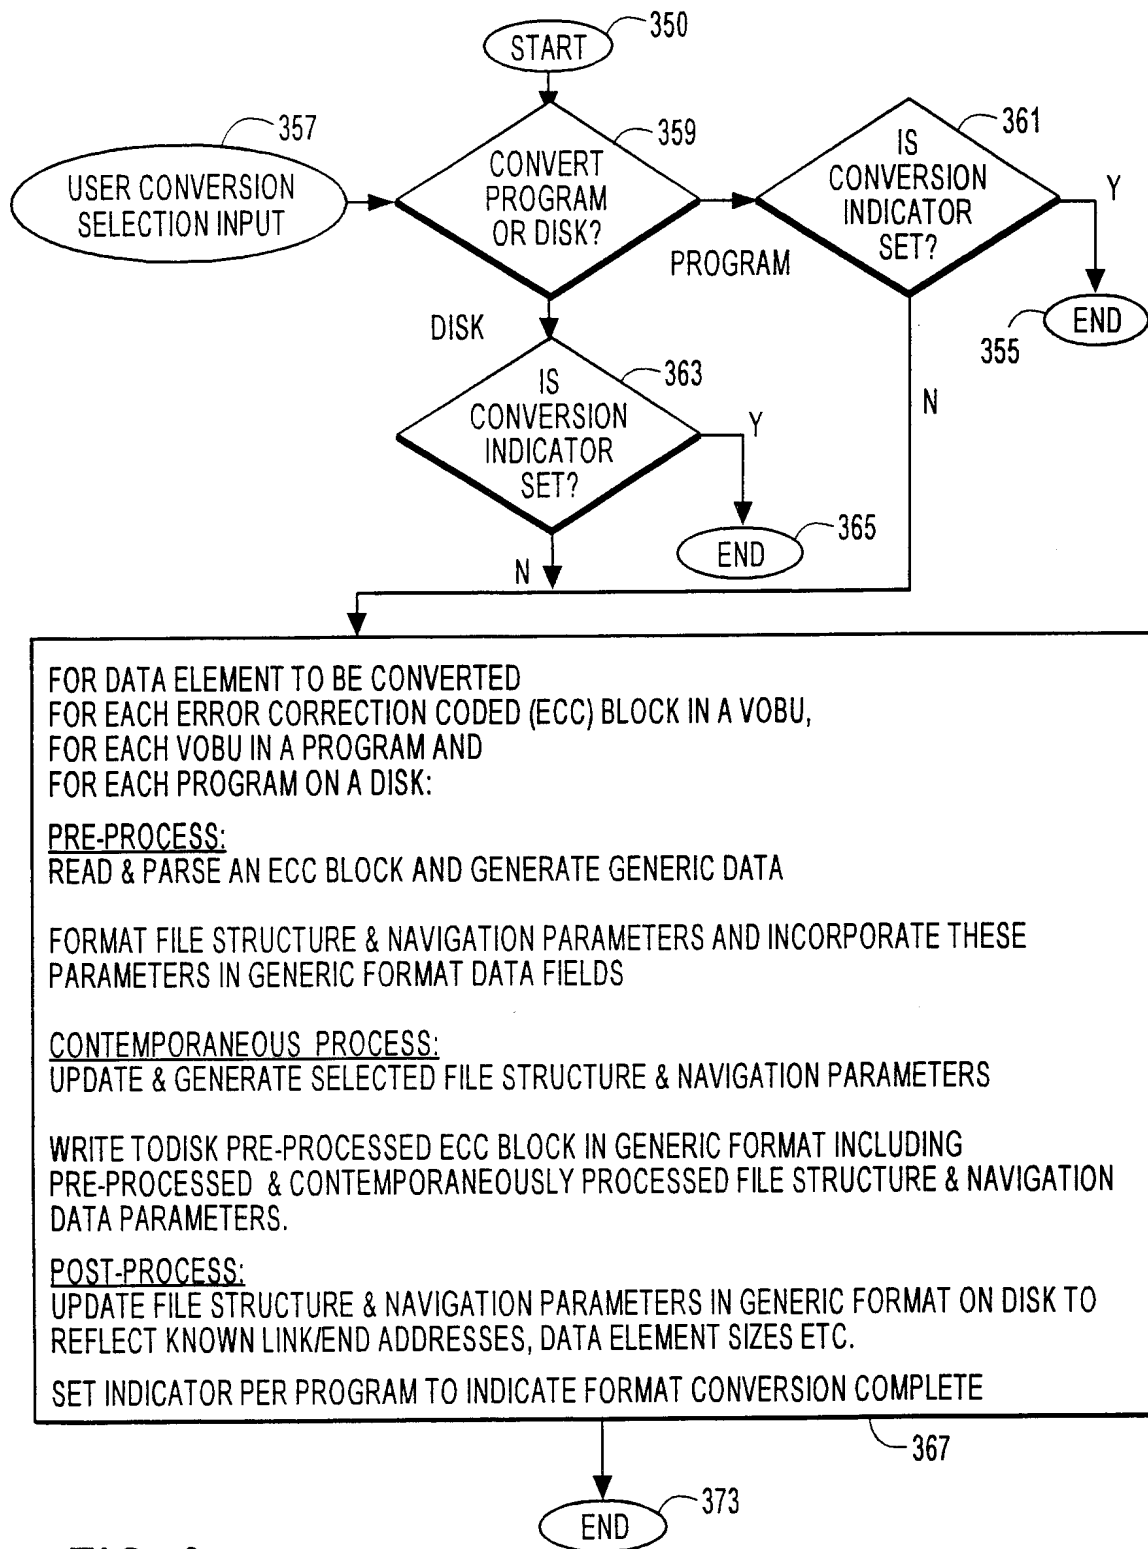 START
350
357
USER CONVERSION
SELECTION INPUT
359
CONVERT
PROGRAM
OR DISK?
361
IS
CONVERSION
INDICATOR
SET?
Y
PROGRAM
END
355
DISK
363
IS
CONVERSION
INDICATOR
SET?
Y
N
END
365
N
FOR DATA ELEMENT TO BE CONVERTED
FOR EACH ERROR CORRECTION CODED (ECC) BLOCK IN A VOBU,
FOR EACH VOBU IN A PROGRAM AND
FOR EACH PROGRAM ON A DISK:
PRE-PROCESS:
READ & PARSE AN ECC BLOCK AND GENERATE GENERIC DATA
FORMAT FILE STRUCTURE & NAVIGATION PARAMETERS AND INCORPORATE THESE
PARAMETERS IN GENERIC FORMAT DATA FIELDS
CONTEMPORANEOUS PROCESS:
UPDATE & GENERATE SELECTED FILE STRUCTURE & NAVIGATION PARAMETERS
WRITE TODISK PRE-PROCESSED ECC BLOCK IN GENERIC FORMAT INCLUDING
PRE-PROCESSED & CONTEMPORANEOUSLY PROCESSED FILE STRUCTURE & NAVIGATION
DATA PARAMETERS.
POST-PROCESS:
UPDATE FILE STRUCTURE & NAVIGATION PARAMETERS IN GENERIC FORMAT ON DISK TO
REFLECT KNOWN LINK/END ADDRESSES, DATA ELEMENT SIZES ETC.
SET INDICATOR PER PROGRAM TO INDICATE FORMAT CONVERSION COMPLETE
367
END
373